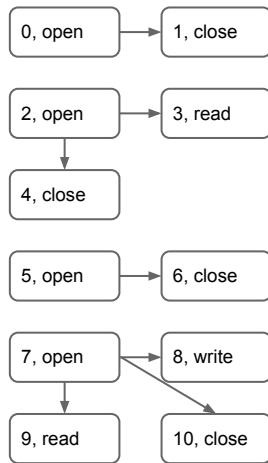 0, open
1, close
2, open
3, read
4, close
5, open
6, close
7, open
8, write
9, read
10, close